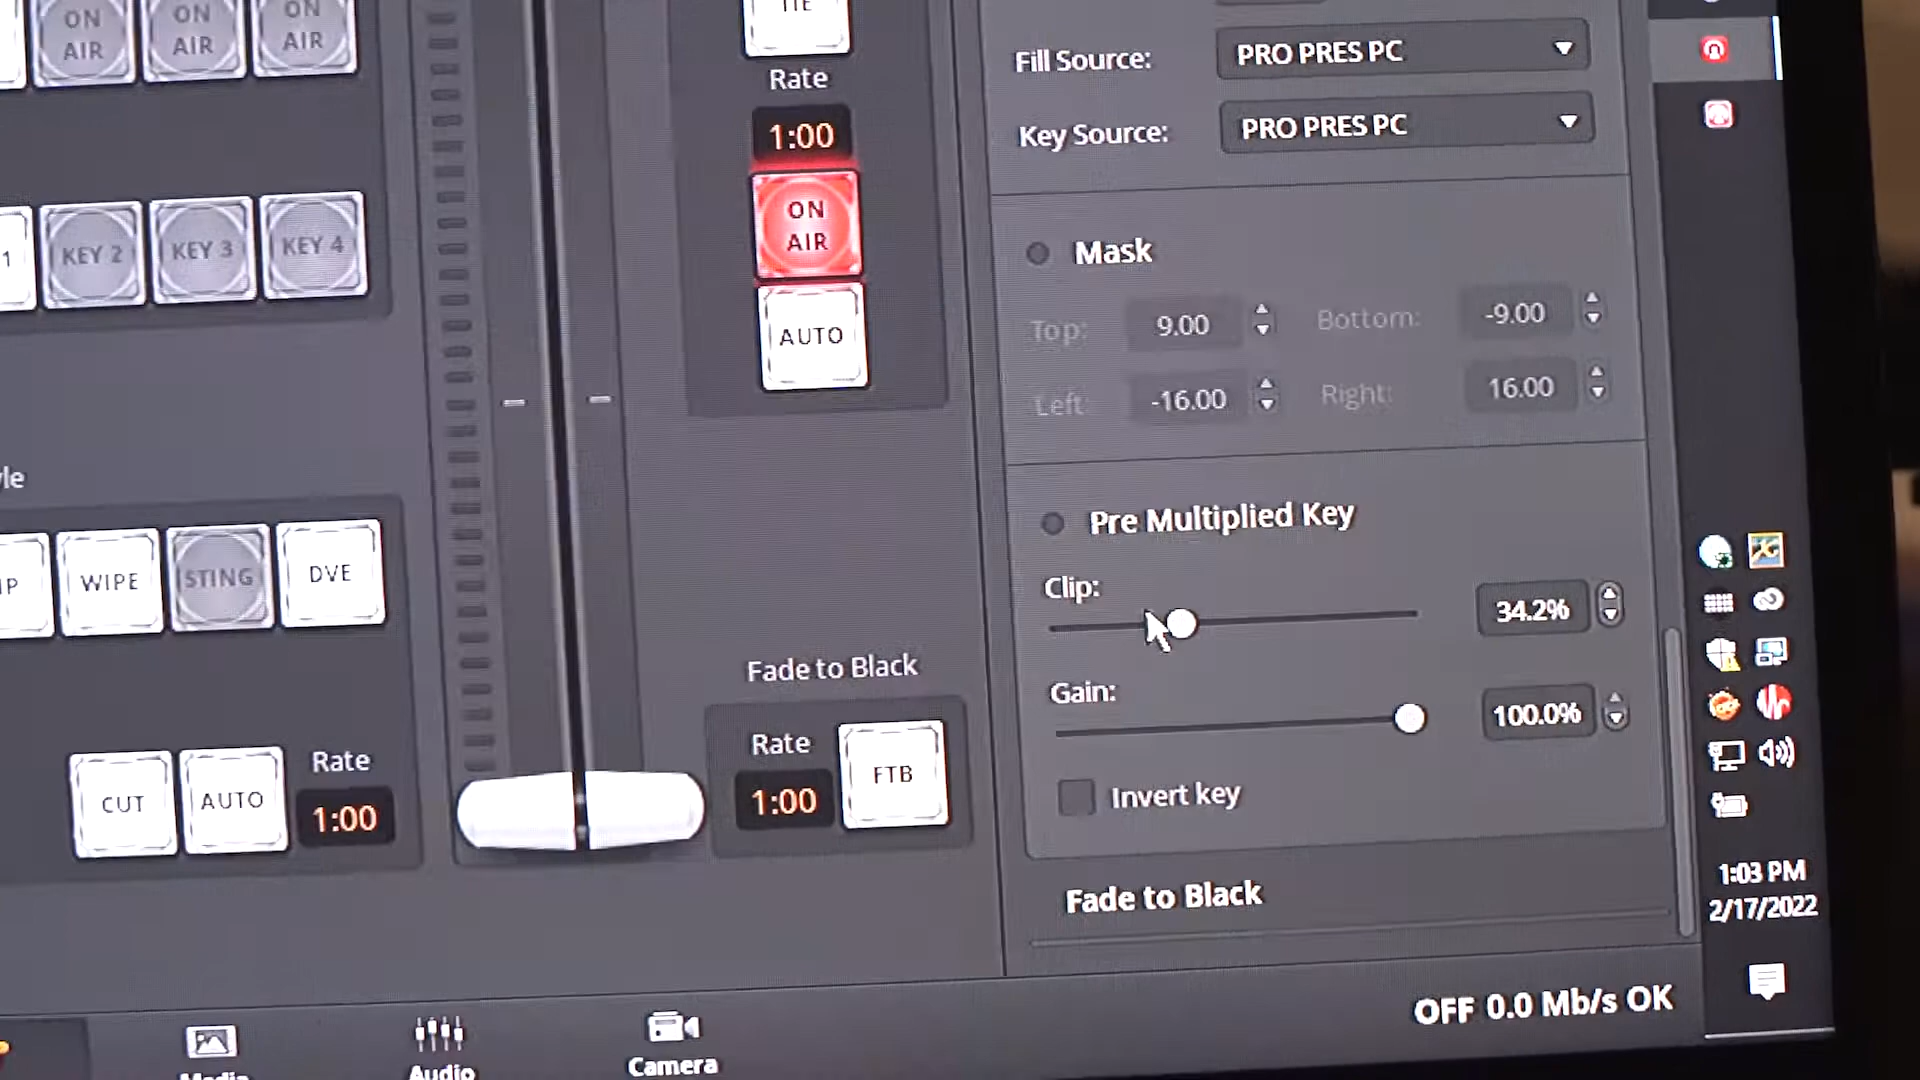 ON AIR
ON AIR
ON AIR
1
KEY 2
KEY 3
KEY 4
WIPE
STING
DVE
CUT
AUTO
Rate
1:00
TIE
Rate
1:00
ON AIR
AUTO
Fade to Black
Rate
1:00
FTB
Fill Source:
PRO PRES PC
Key Source:
PRO PRES PC
Mask
Top:
9.00
Bottom:
-9.00
Left:
-16.00
Right:
16.00
Pre Multiplied Key
Clip:
34.2%
Gain:
100.0%
Invert key
Fade to Black
OFF 0.0 Mb/s OK
Media
Audio
Camera
1:03 PM
2/17/2022